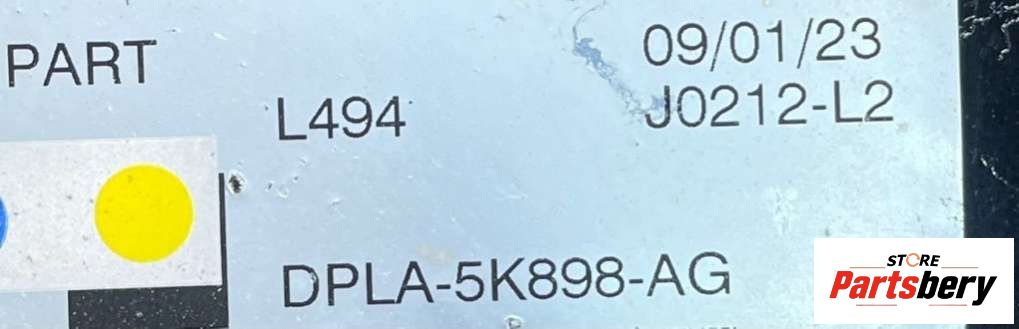 PART
09/01/23
L494
J0212-L2
DPLA-5K898-AG
STORE
Partsbery